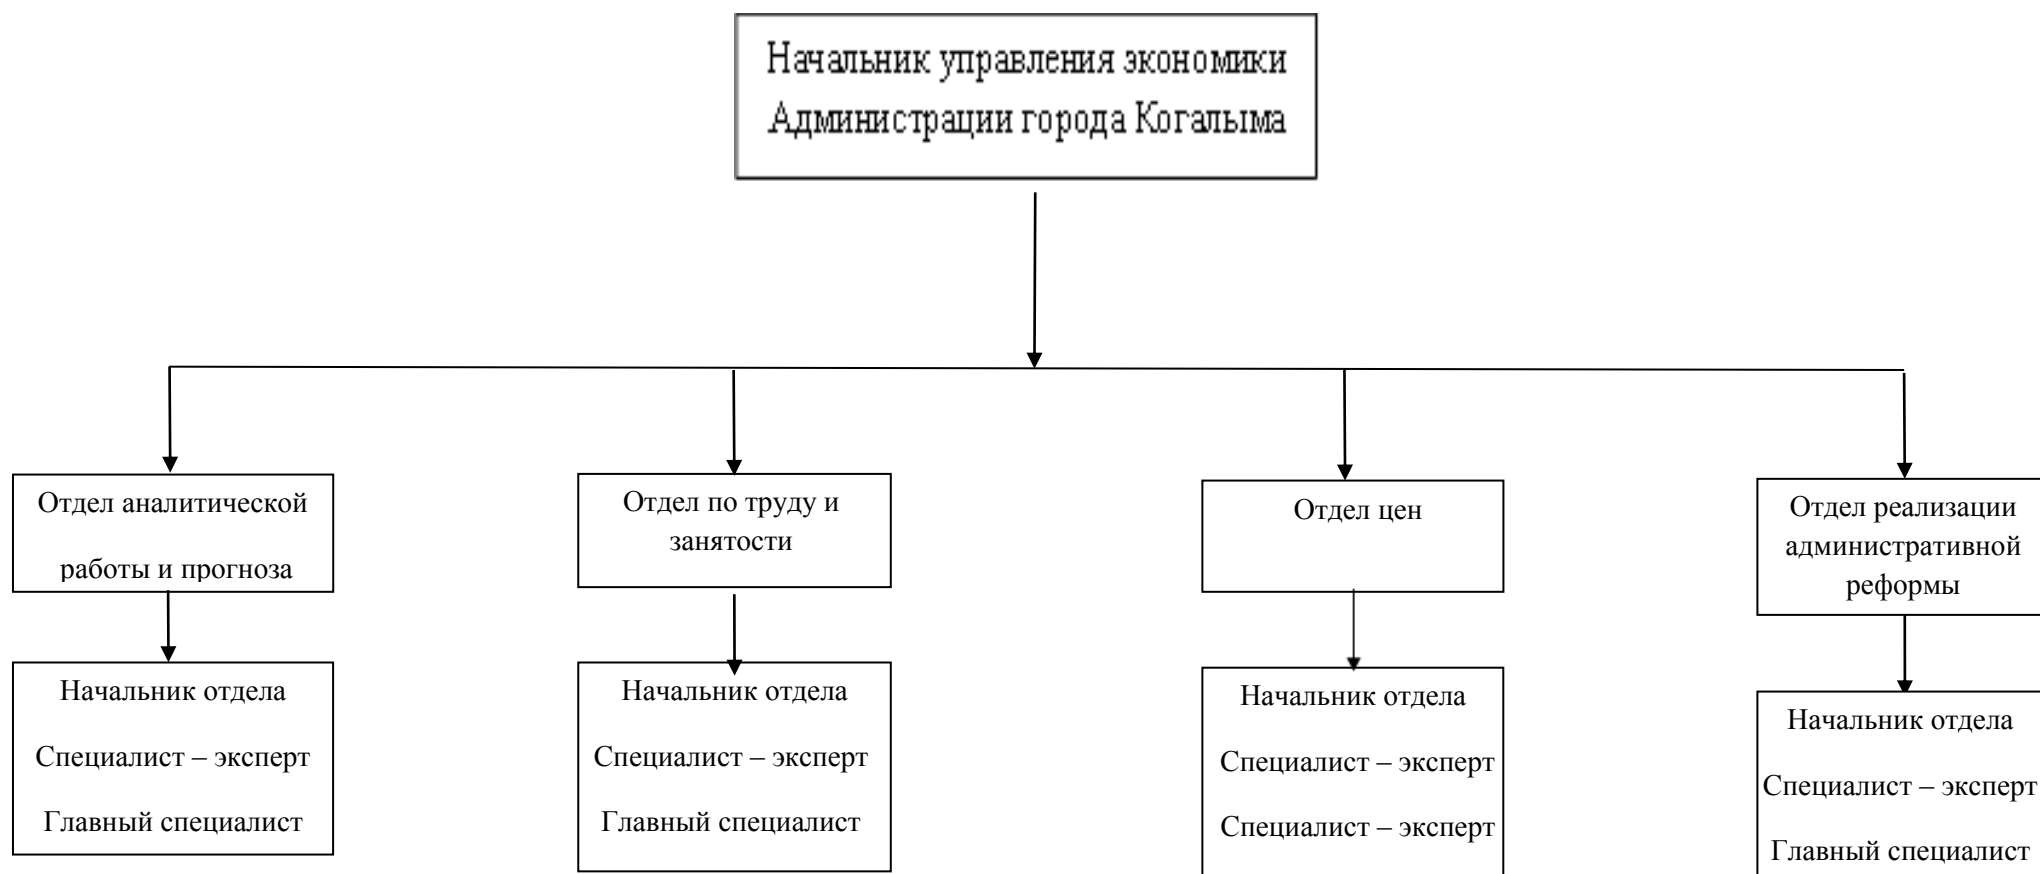 Начальник управления экономики
Администрации города Когалыма
Отдел аналитической
работы и прогноза
Отдел по труду и
занятости
Отдел цен
Отдел реализации
административной
реформы
Начальник отдела
Специалист – эксперт
Главный специалист
Начальник отдела
Специалист – эксперт
Главный специалист
Начальник отдела
Специалист – эксперт
Специалист – эксперт
Начальник отдела
Специалист – эксперт
Главный специалист